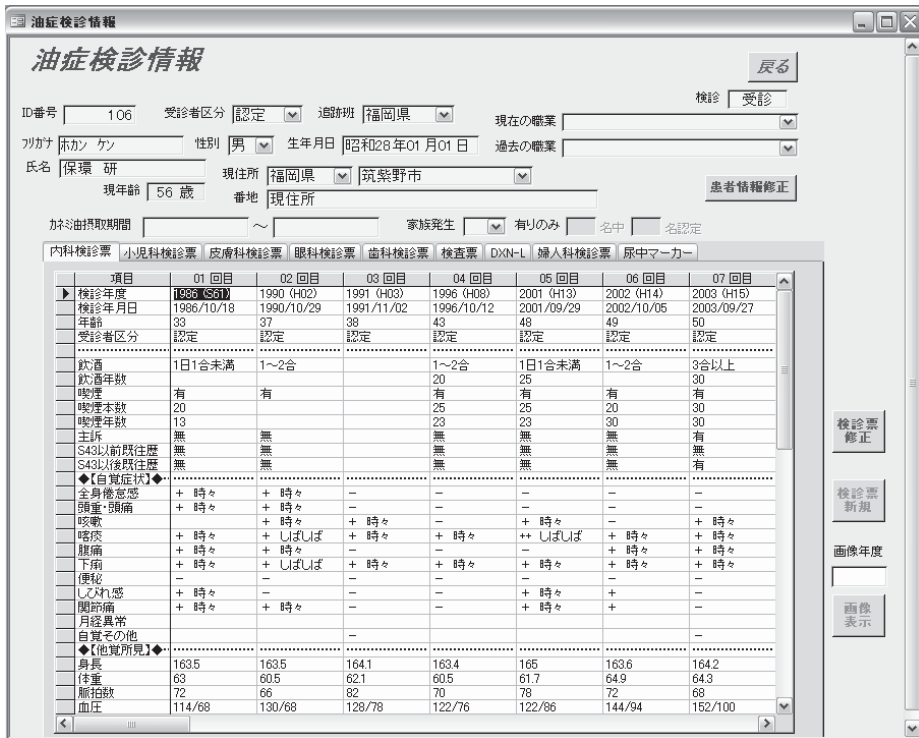 油症検診情報
油症検診情報
戻る
検診 受診
ID番号 106 受診者区分 認定 追跡班 福岡県 現在の職業
フリガナ ホカン ケン 性別 男 生年月日 昭和28年01月01日 過去の職業
氏名 保環 研 現住所 福岡県 筑紫野市
現年齢 56 歳 番地 現住所 患者情報修正
カネミ油摂取期間 ～ 家族発生 有りのみ 名中 名認定
内科検診票 小児科検診票 皮膚科検診票 眼科検診票 歯科検診票 検査票 DXN-L 婦人科検診票 尿中マーカー
項目 01 回目 02 回目 03 回目 04 回目 05 回目 06 回目 07 回目
検診年度 1986 (S61) 1990 (H02) 1991 (H03) 1996 (H08) 2001 (H13) 2002 (H14) 2003 (H15)
検診年月日 1986/10/18 1990/10/29 1991/11/02 1996/10/12 2001/09/29 2002/10/05 2003/09/27
年齢 33 37 38 43 48 49 50
受診者区分 認定 認定 認定 認定 認定 認定 認定
飲酒 1日1合未満 1～2合 1～2合 1日1合未満 1～2合 3合以上
飲酒年数 20 25 30
喫煙 有 有 有 有 有 有
喫煙本数 20 25 25 20 30
喫煙年数 13 23 23 30 30
主訴 無 無 無 無 無 有
S43以前既往歴 無 無 無 無 無 無
S43以後既往歴 無 無 無 無 無 有
◆【自覚症状】◆
全身倦怠感 + 時々 + 時々 － － － － －
頭重・頭痛 + 時々 + 時々 － － － － －
咳嗽 + 時々 + 時々 － + 時々 － + 時々
喀痰 + 時々 + しばしば + 時々 + 時々 ++ しばしば + 時々 + 時々
腹痛 + 時々 + 時々 － － － + 時々 + 時々
下痢 + 時々 + しばしば + 時々 + 時々 + 時々 + 時々 + 時々
便秘 － － － － － － －
しびれ感 + 時々 － － － + 時々 + －
関節痛 + 時々 + 時々 － － + 時々 + －
月経異常
自覚その他 － －
◆【他覚所見】◆
身長 163.5 163.5 164.1 163.4 165 163.6 164.2
体重 63 60.5 62.1 60.5 61.7 64.9 64.3
脈拍数 72 66 82 70 78 72 68
血圧 114/68 130/68 128/78 122/76 122/86 144/94 152/100
検診票
修正
検診票
新規
画像年度
画像
表示